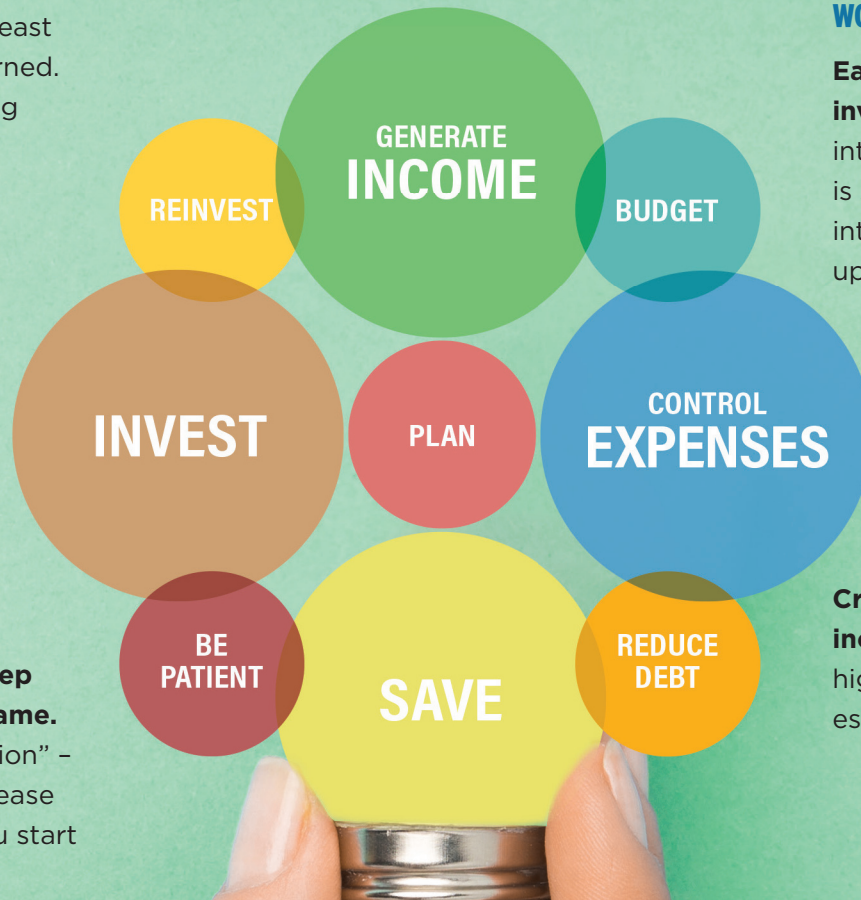 east
rned.
g
GENERATE
INCOME
REINVEST
BUDGET
INVEST
PLAN
CONTROL
EXPENSES
BE
PATIENT
SAVE
REDUCE
DEBT
ep
ame.
ion” –
ease
u start
WO
Ea
inv
int
is
int
up
Cr
inc
hig
es